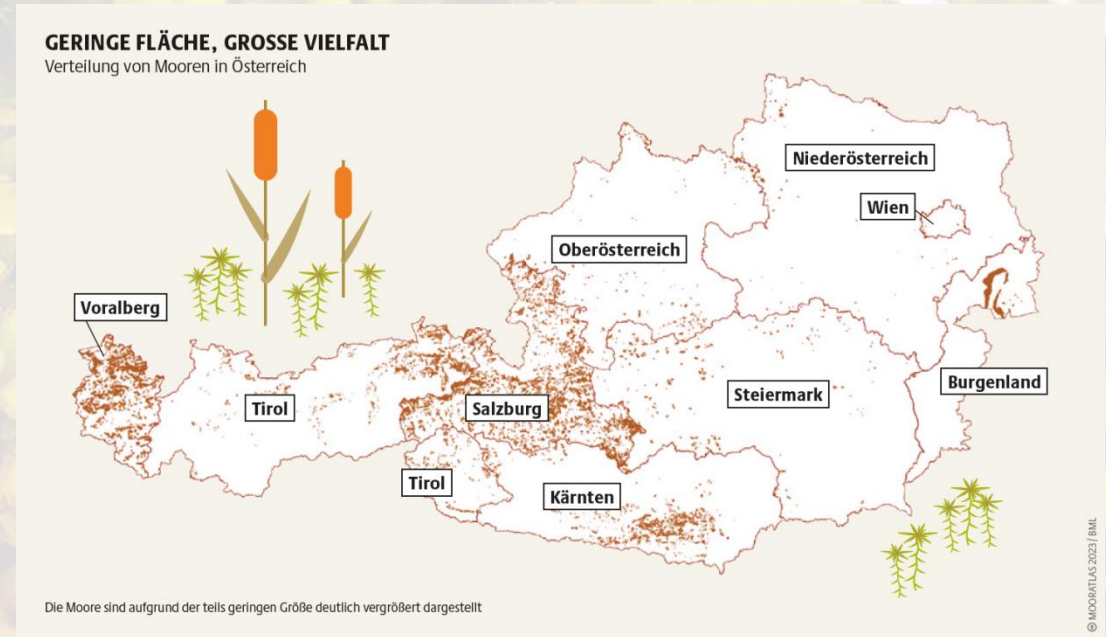 GERINGE FLÄCHE, GROSSE VIELFALT
Verteilung von Mooren in Österreich
Niederösterreich
Wien
Oberösterreich
Voralberg
Burgenland
Steiermark
Tirol
Salzburg
Tirol
Kärnten
Die Moore sind aufgrund der teils geringen Größe deutlich vergrößert dargestellt
© MOORATLAS 2023/ BML